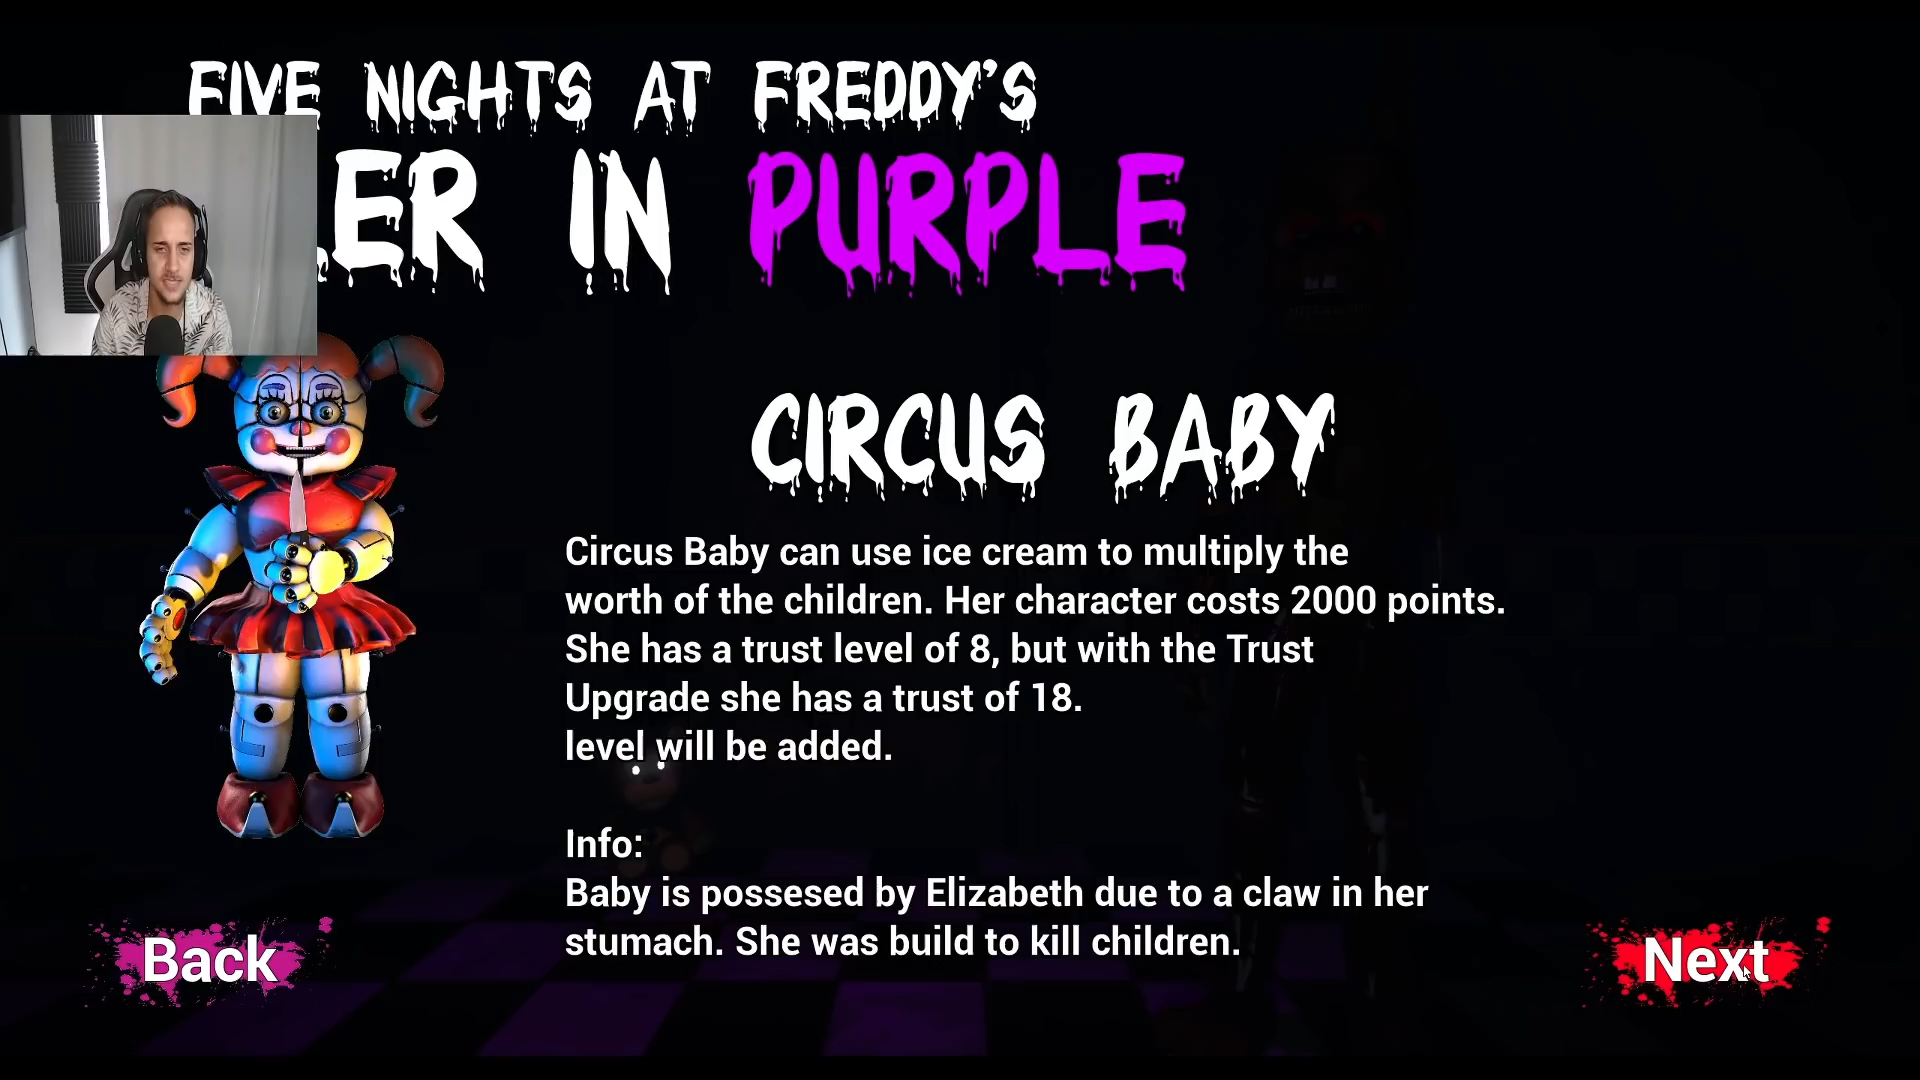 FIVE NIGHTS AT FREDDY'S
ER IN PURPLE
CIRCUS BABY
Circus Baby can use ice cream to multiply the
worth of the children. Her character costs 2000 points.
She has a trust level of 8, but with the Trust
Upgrade she has a trust of 18.
level will be added.
Info:
Baby is possesed by Elizabeth due to a claw in her
stumach. She was build to kill children.
Back
Next